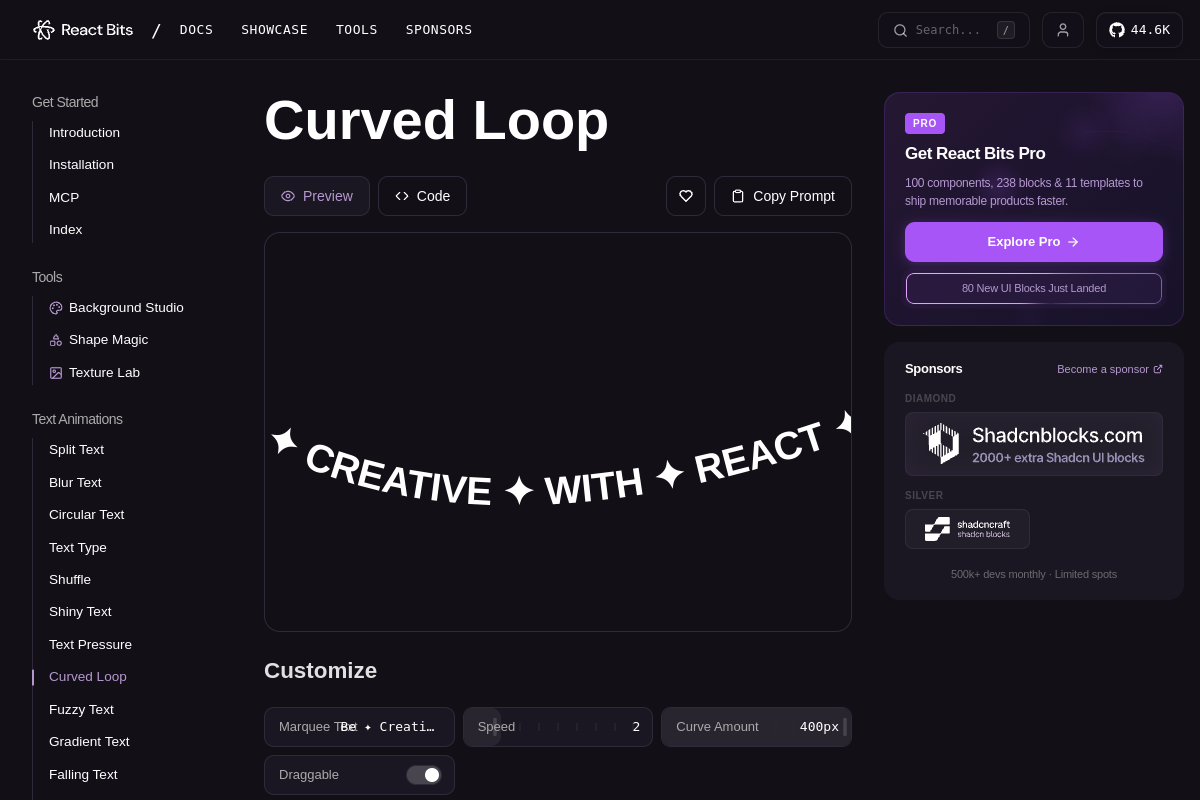 React Bits / DOCS SHOWCASE TOOLS SPONSORS Search... / 44.6K
Get Started
Introduction
Installation
MCP
Index
Tools
Background Studio
Shape Magic
Texture Lab
Text Animations
Split Text
Blur Text
Circular Text
Text Type
Shuffle
Shiny Text
Text Pressure
Curved Loop
Fuzzy Text
Gradient Text
Falling Text
Curved Loop
Preview Code Copy Prompt
✦ CREATIVE ✦ WITH ✦ REACT ✦
Customize
Marquee Text Be ✦ Creati…
Speed 2
Curve Amount 400px
Draggable
PRO
Get React Bits Pro
100 components, 238 blocks & 11 templates to
ship memorable products faster.
Explore Pro →
80 New UI Blocks Just Landed
Sponsors Become a sponsor
DIAMOND
Shadcnblocks.com
2000+ extra Shadcn UI blocks
SILVER
shadcncraft
shadcn blocks
500k+ devs monthly · Limited spots